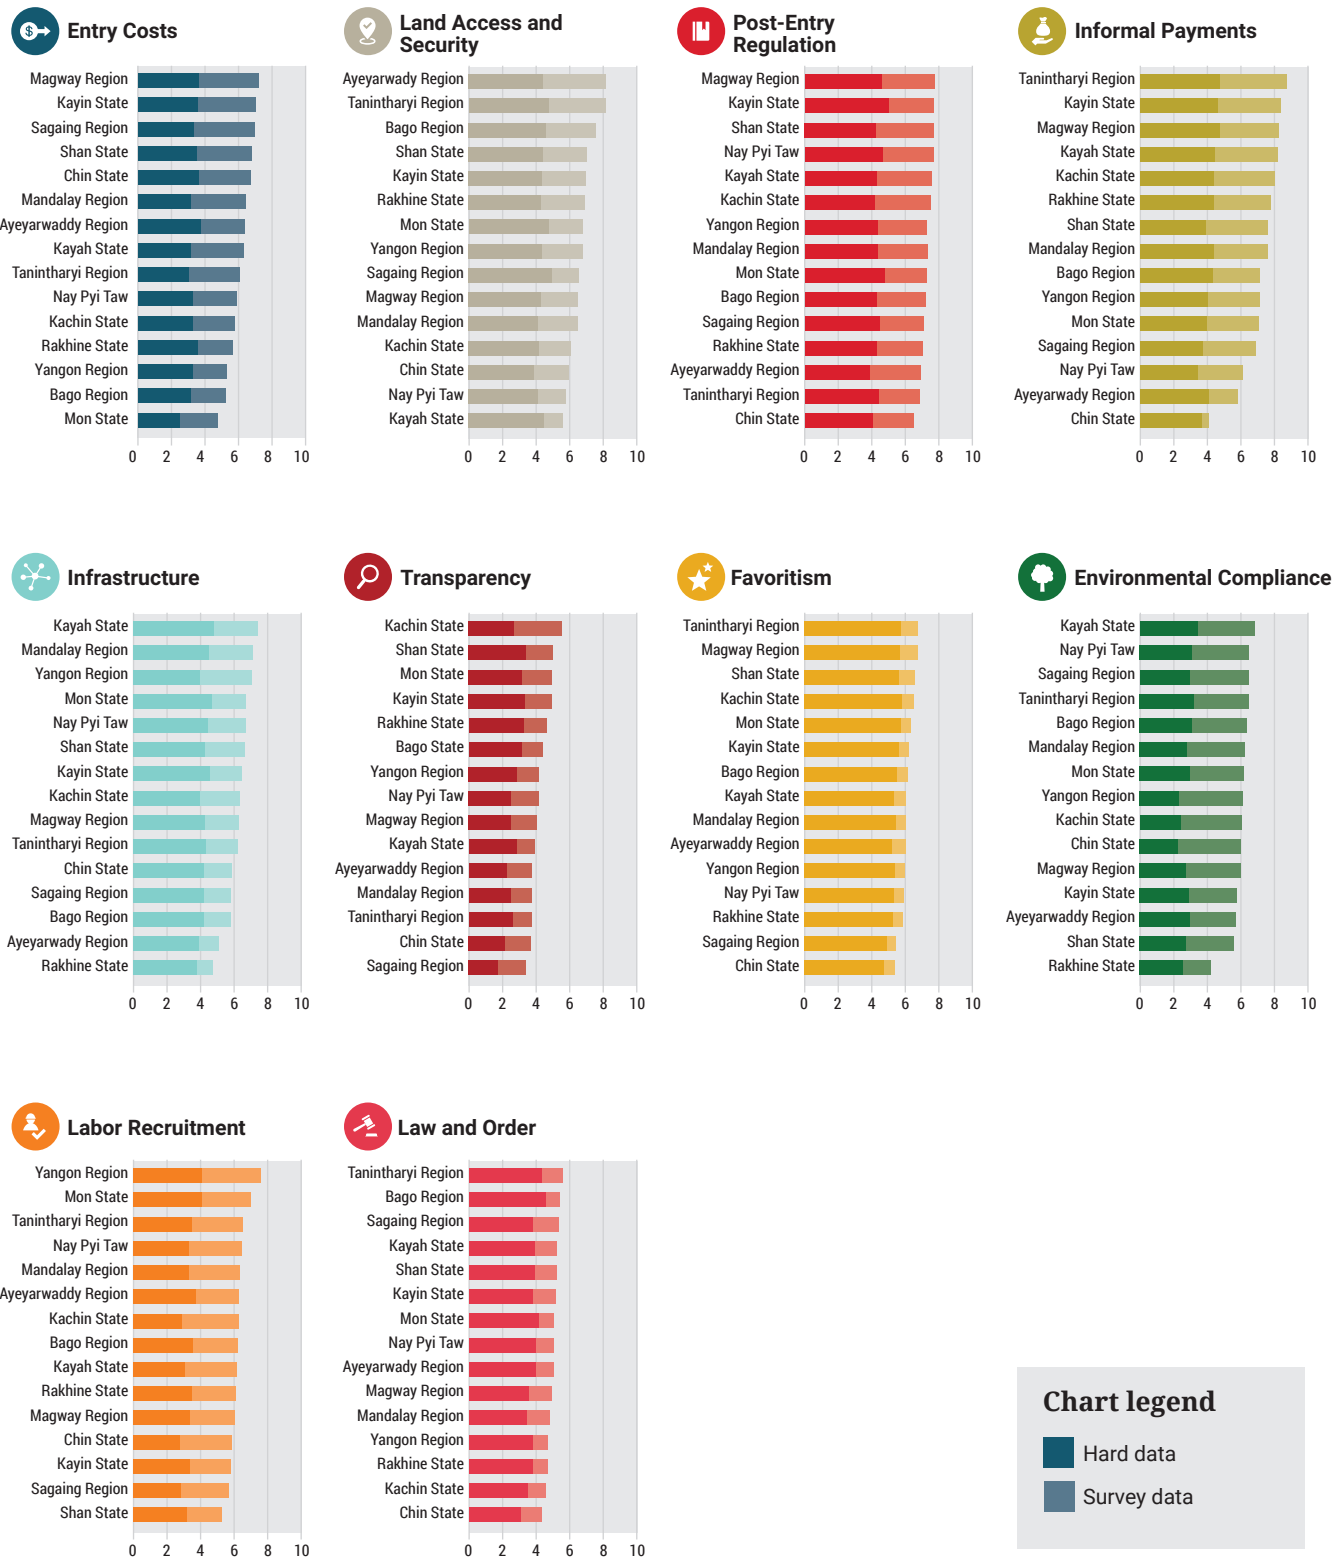 Entry Costs
Magway Region
Kayin State
Sagaing Region
Shan State
Chin State
Mandalay Region
Ayeyarwaddy Region
Kayah State
Tanintharyi Region
Nay Pyi Taw
Kachin State
Rakhine State
Yangon Region
Bago Region
Mon State
0 2 4 6 8 10
Land Access and
Security
Ayeyarwady Region
Tanintharyi Region
Bago Region
Shan State
Kayin State
Rakhine State
Mon State
Yangon Region
Sagaing Region
Magway Region
Mandalay Region
Kachin State
Chin State
Nay Pyi Taw
Kayah State
0 2 4 6 8 10
Post-Entry
Regulation
Magway Region
Kayin State
Shan State
Nay Pyi Taw
Kayah State
Kachin State
Yangon Region
Mandalay Region
Mon State
Bago Region
Sagaing Region
Rakhine State
Ayeyarwaddy Region
Tanintharyi Region
Chin State
0 2 4 6 8 10
Informal Payments
Tanintharyi Region
Kayin State
Magway Region
Kayah State
Kachin State
Rakhine State
Shan State
Mandalay Region
Bago Region
Yangon Region
Mon State
Sagaing Region
Nay Pyi Taw
Ayeyarwady Region
Chin State
0 2 4 6 8 10
Infrastructure
Kayah State
Mandalay Region
Yangon Region
Mon State
Nay Pyi Taw
Shan State
Kayin State
Kachin State
Magway Region
Tanintharyi Region
Chin State
Sagaing Region
Bago Region
Ayeyarwady Region
Rakhine State
0 2 4 6 8 10
Transparency
Kachin State
Shan State
Mon State
Kayin State
Rakhine State
Bago State
Yangon Region
Nay Pyi Taw
Magway Region
Kayah State
Ayeyarwaddy Region
Mandalay Region
Tanintharyi Region
Chin State
Sagaing Region
0 2 4 6 8 10
Favoritism
Tanintharyi Region
Magway Region
Shan State
Kachin State
Mon State
Kayin State
Bago Region
Kayah State
Mandalay Region
Ayeyarwaddy Region
Yangon Region
Nay Pyi Taw
Rakhine State
Sagaing Region
Chin State
0 2 4 6 8 10
Environmental Compliance
Kayah State
Nay Pyi Taw
Sagaing Region
Tanintharyi Region
Bago Region
Mandalay Region
Mon State
Yangon Region
Kachin State
Chin State
Magway Region
Kayin State
Ayeyarwaddy Region
Shan State
Rakhine State
0 2 4 6 8 10
Labor Recruitment
Yangon Region
Mon State
Tanintharyi Region
Nay Pyi Taw
Mandalay Region
Ayeyarwaddy Region
Kachin State
Bago Region
Kayah State
Rakhine State
Magway Region
Chin State
Kayin State
Sagaing Region
Shan State
0 2 4 6 8 10
Law and Order
Tanintharyi Region
Bago Region
Sagaing Region
Kayah State
Shan State
Kayin State
Mon State
Nay Pyi Taw
Ayeyarwady Region
Magway Region
Mandalay Region
Yangon Region
Rakhine State
Kachin State
Chin State
0 2 4 6 8 10
Chart legend
Hard data
Survey data